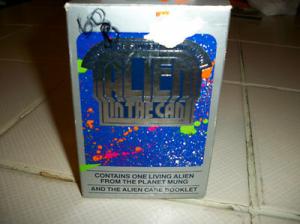 ALIEN
IN THE CAN
CONTAINS ONE LIVING ALIEN
FROM THE PLANET MUNG
AND THE ALIEN CARE BOOKLET